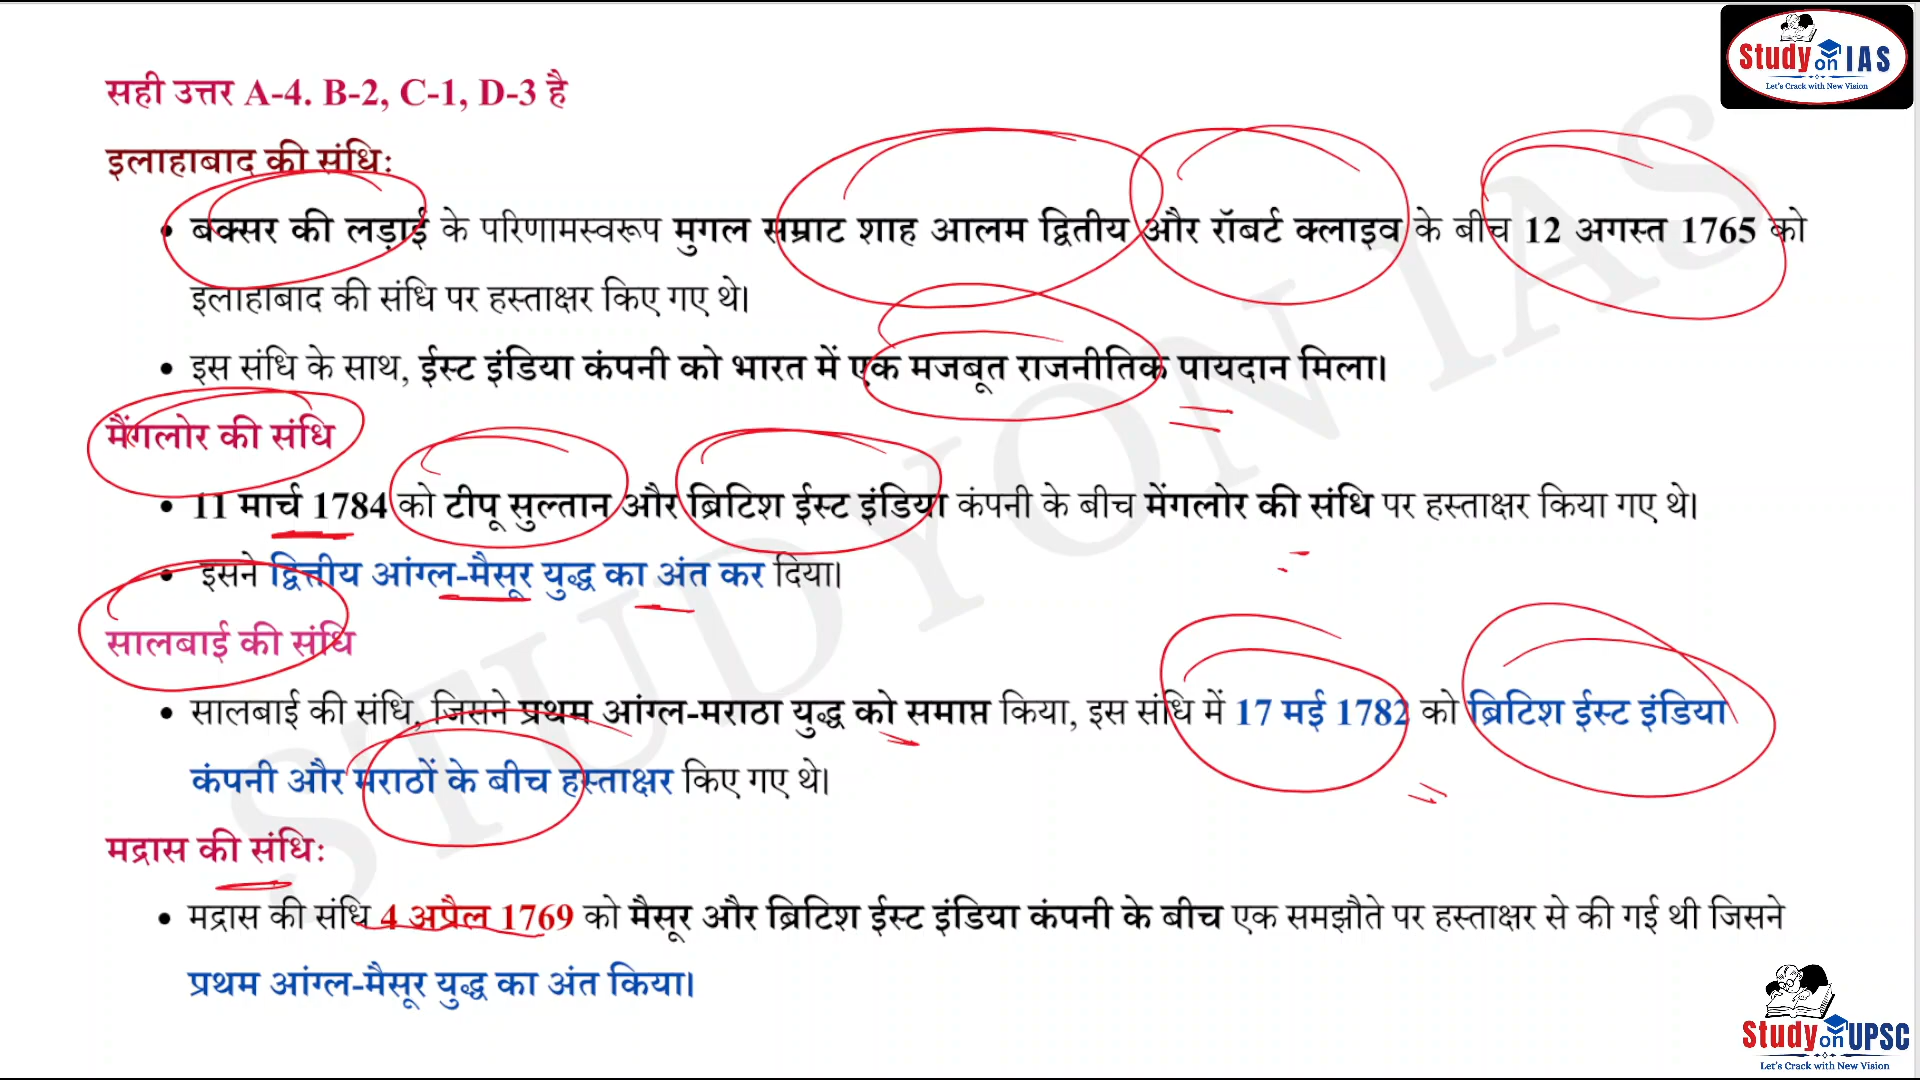 Study on IAS
Let's Crack with New Vision
सही उत्तर A-4. B-2, C-1, D-3 है
इलाहाबाद की संधि:
• बक्सर की लड़ाई के परिणामस्वरूप मुगल सम्राट शाह आलम द्वितीय और रॉबर्ट क्लाइव के बीच 12 अगस्त 1765 को
इलाहाबाद की संधि पर हस्ताक्षर किए गए थे।
• इस संधि के साथ, ईस्ट इंडिया कंपनी को भारत में एक मजबूत राजनीतिक पायदान मिला।
मैंगलोर की संधि
• 11 मार्च 1784 को टीपू सुल्तान और ब्रिटिश ईस्ट इंडिया कंपनी के बीच मेंगलोर की संधि पर हस्ताक्षर किया गए थे।
• इसने द्वित्तीय आंग्ल-मैसूर युद्ध का अंत कर दिया।
सालबाई की संधि
• सालबाई की संधि, जिसने प्रथम आंग्ल-मराठा युद्ध को समाप्त किया, इस संधि में 17 मई 1782 को ब्रिटिश ईस्ट इंडिया
कंपनी और मराठों के बीच हस्ताक्षर किए गए थे।
मद्रास की संधि:
• मद्रास की संधि 4 अप्रैल 1769 को मैसूर और ब्रिटिश ईस्ट इंडिया कंपनी के बीच एक समझौते पर हस्ताक्षर से की गई थी जिसने
प्रथम आंग्ल-मैसूर युद्ध का अंत किया।
STUDY ON IAS
Study on UPSC
Let's Crack with New Vision